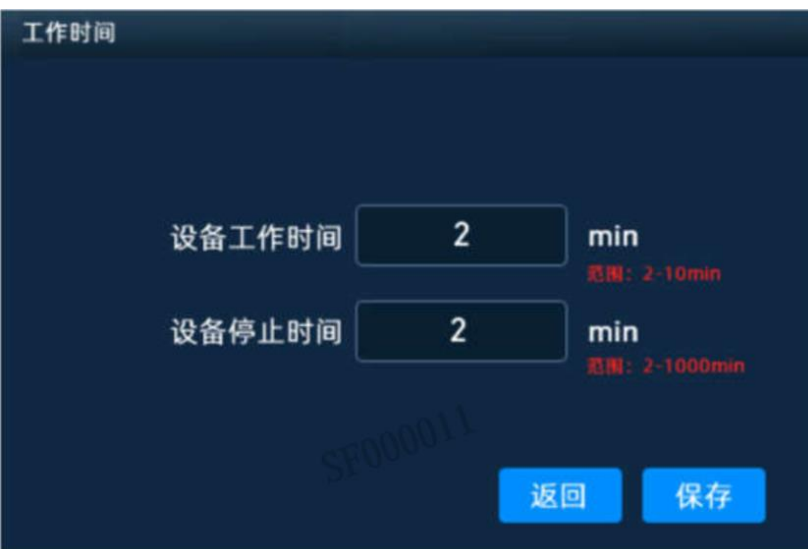 工作时间
设备工作时间 2 min
范围：2-10min
设备停止时间 2 min
范围：2-1000min
SF000011
返回 保存